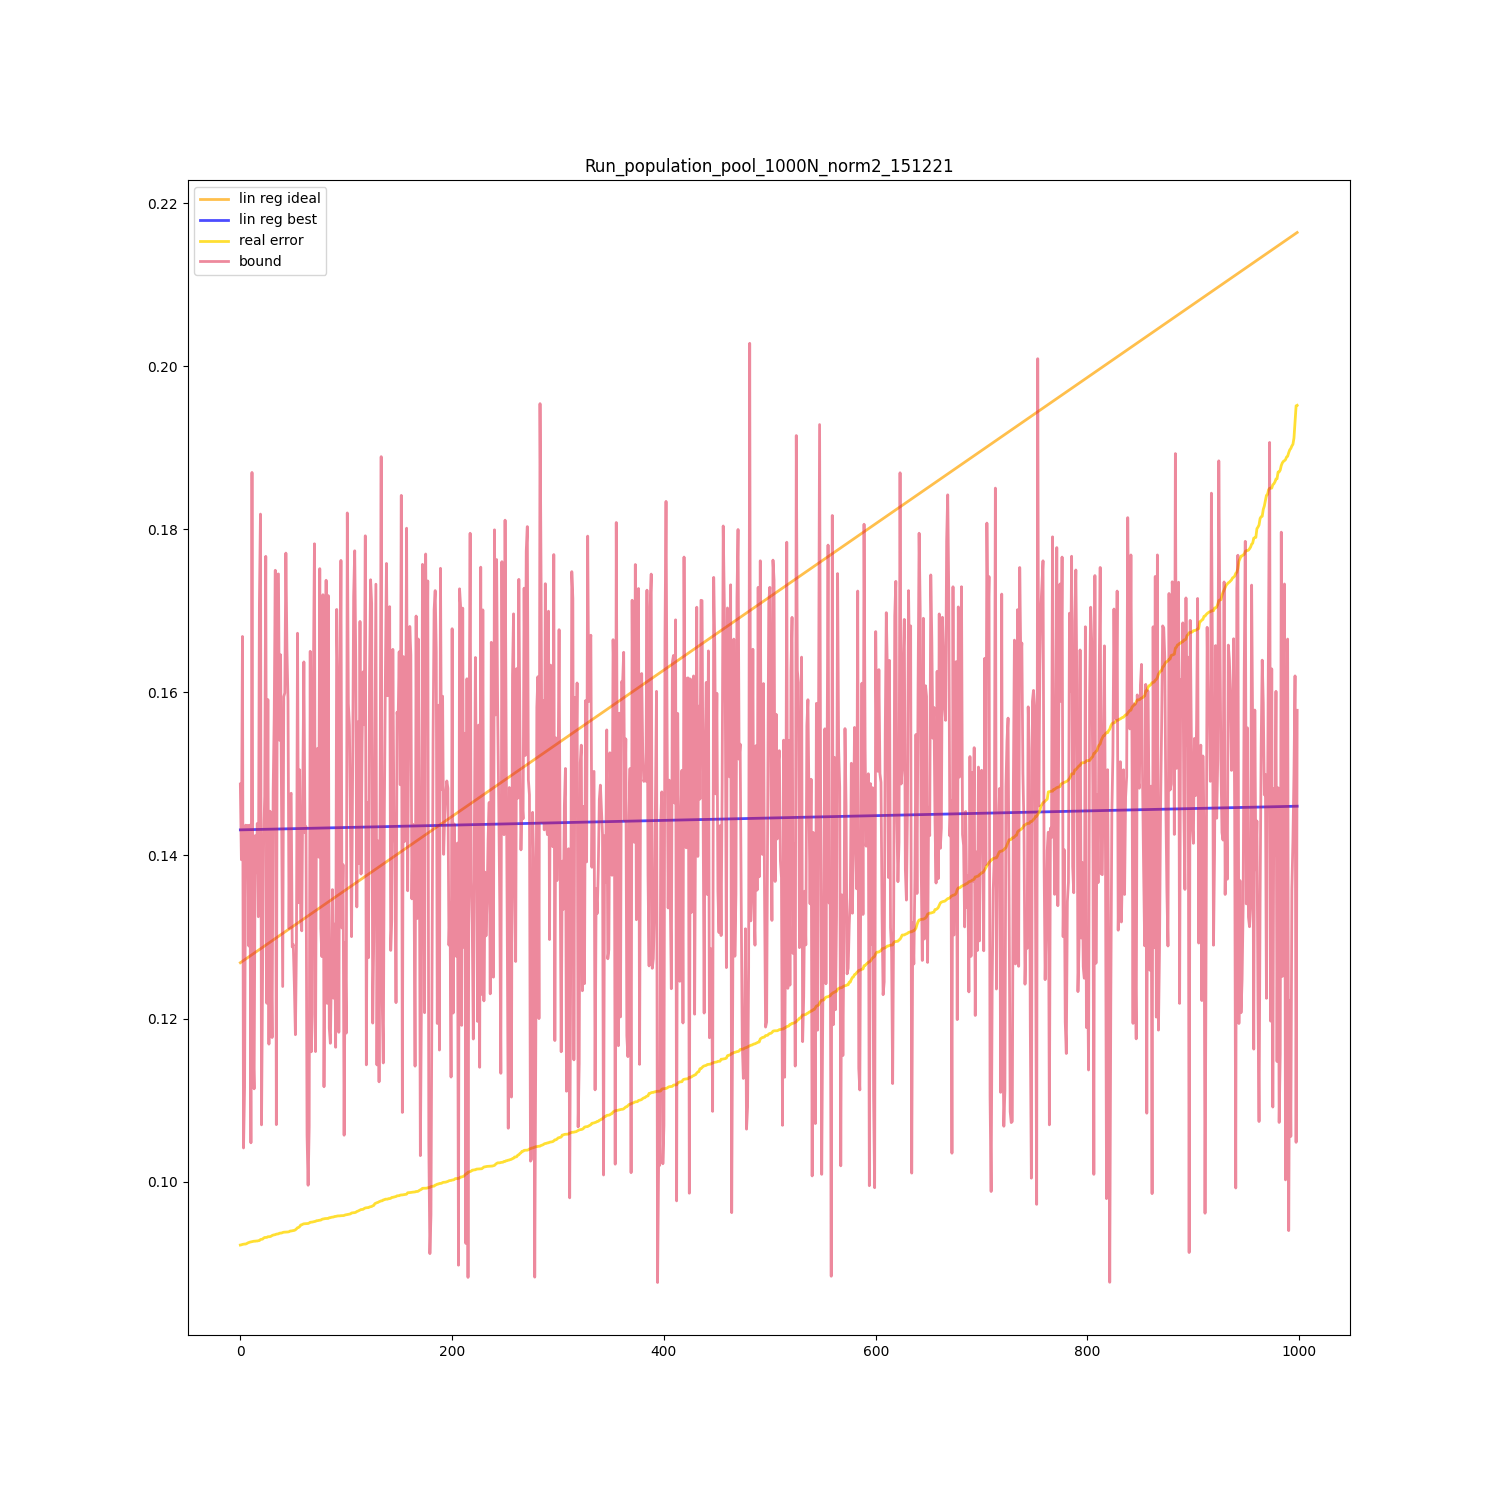 Run_population_pool_1000N_norm2_151221
lin reg ideal
lin reg best
real error
bound
0.22
0.20
0.18
0.16
0.14
0.12
0.10
0 200 400 600 800 1000